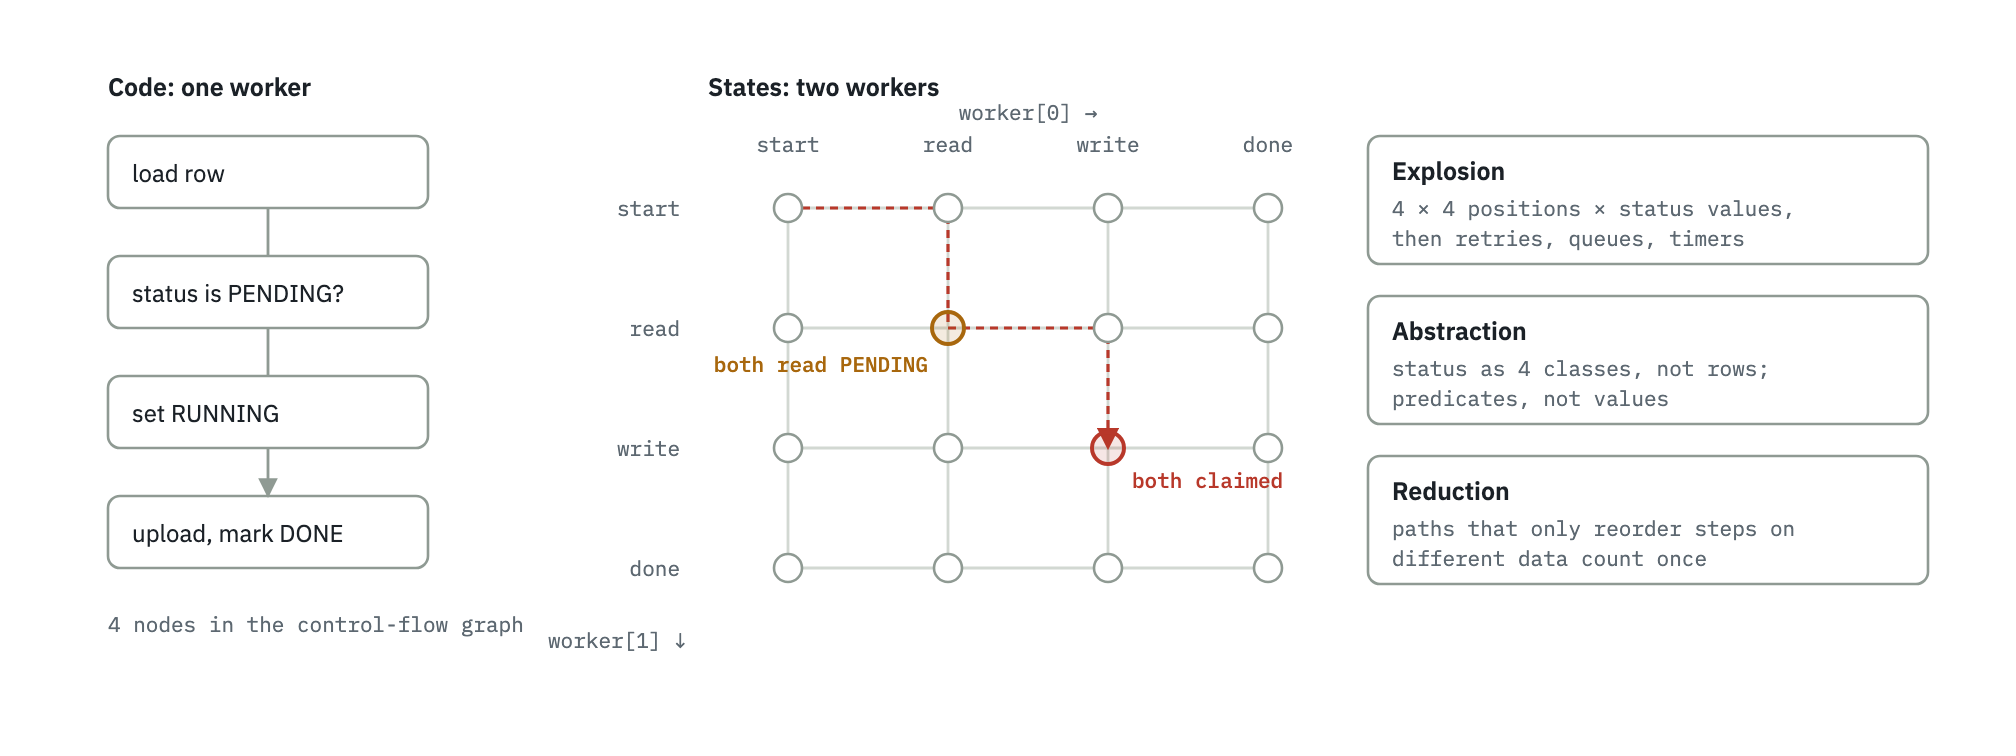 Code: one worker
load row
status is PENDING?
set RUNNING
upload, mark DONE
4 nodes in the control-flow graph
States: two workers
worker[0] →
start read write done
start
read
both read PENDING
write
both claimed
done
worker[1] ↓
Explosion
4 × 4 positions × status values,
then retries, queues, timers
Abstraction
status as 4 classes, not rows;
predicates, not values
Reduction
paths that only reorder steps on
different data count once